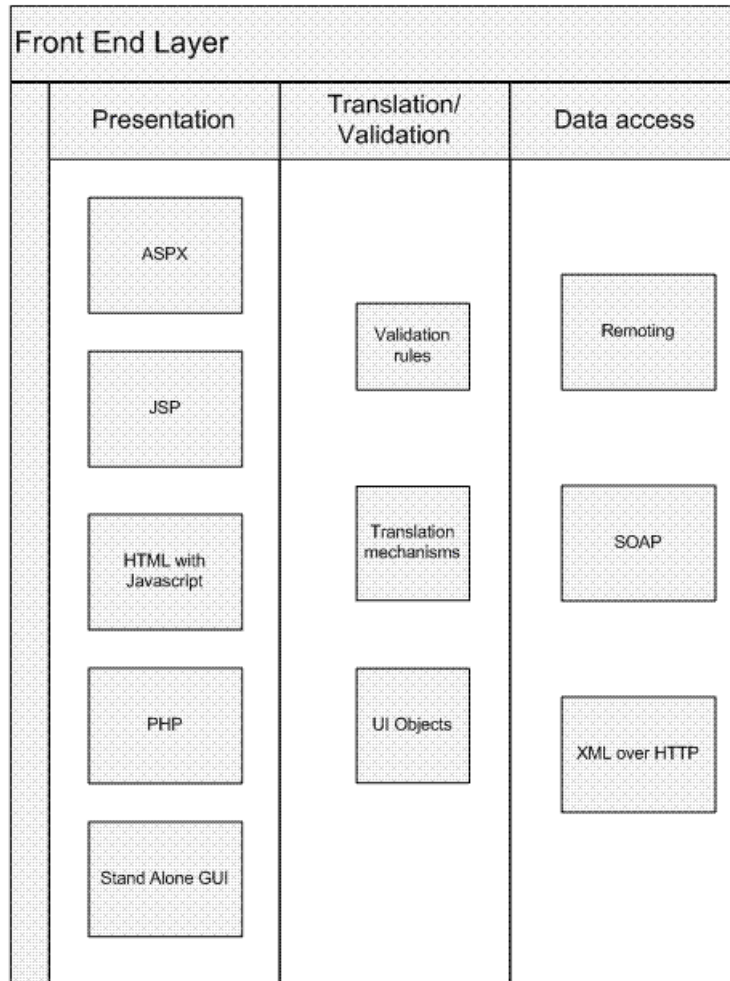 Front End Layer
Presentation
Translation/
Validation
Data access
ASPX
JSP
HTML with
Javascript
PHP
Stand Alone GUI
Validation
rules
Translation
mechanisms
UI Objects
Remoting
SOAP
XML over HTTP